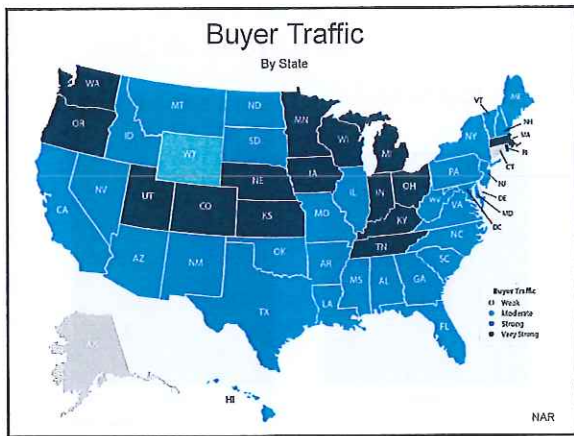 Buyer Traffic
By State
WA
OR
CA
NV
ID
MT
WY
UT
AZ
CO
NM
ND
SD
NE
KS
OK
TX
MN
IA
MO
AR
LA
WI
IL
MI
IN
OH
KY
TN
MS
AL
GA
FL
SC
NC
VA
WV
PA
NY
VT
ME
NH
MA
RI
CT
NJ
DE
MD
DC
AK
HI
Buyer Traffic
Weak
Moderate
Strong
Very Strong
NAR